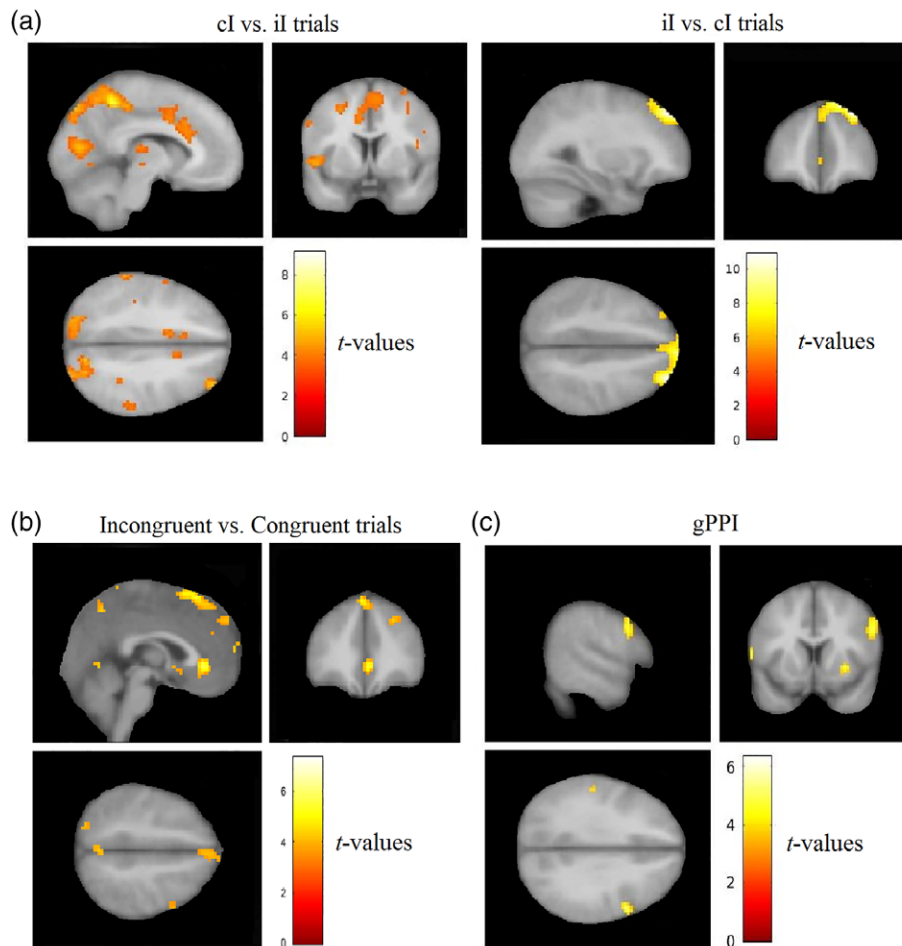 (a)
cI vs. iI trials
iI vs. cI trials
8
6
4
2
0
t-values
10
8
6
4
2
0
t-values
(b)
Incongruent vs. Congruent trials
(c)
gPPI
6
4
2
0
t-values
6
4
2
0
t-values